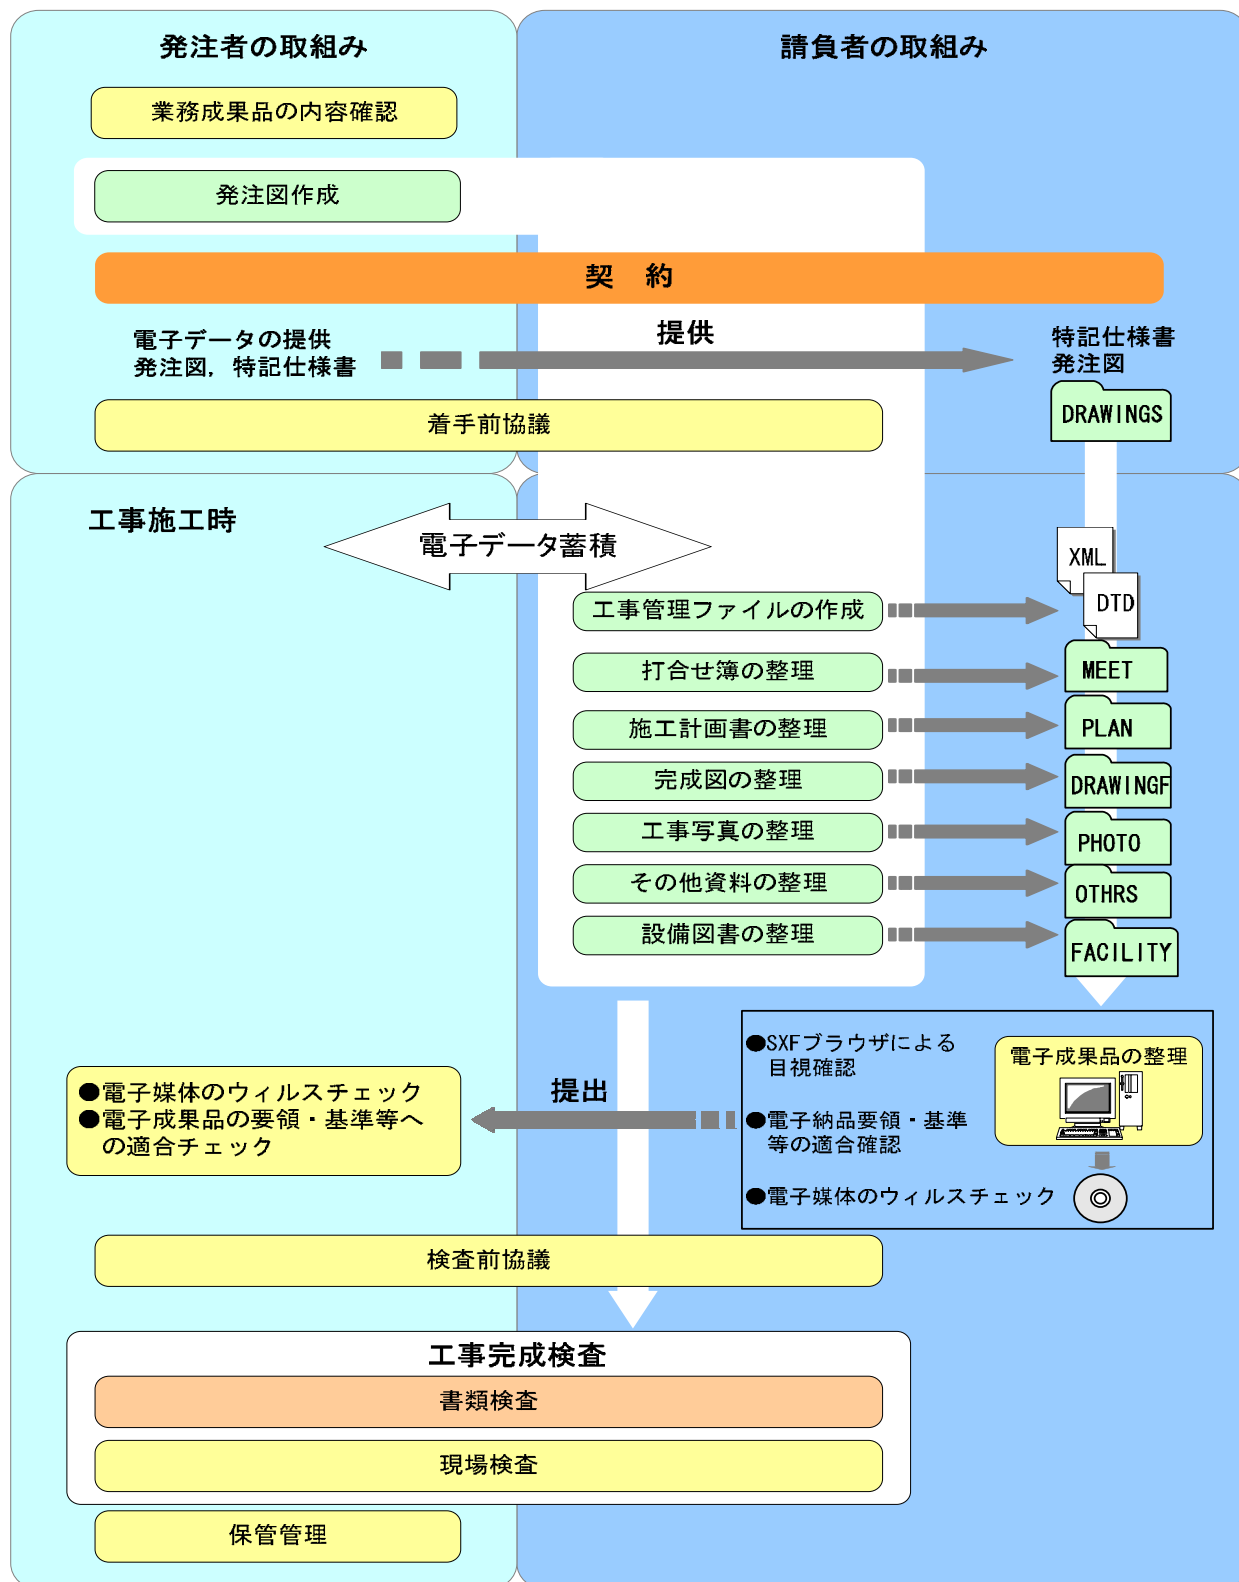 発注者の取組み
請負者の取組み
業務成果品の内容確認
発注図作成
契　約
電子データの提供
発注図，特記仕様書
提供
特記仕様書
発注図
DRAWINGS
着手前協議
工事施工時
電子データ蓄積
XML
DTD
工事管理ファイルの作成
打合せ簿の整理
MEET
施工計画書の整理
PLAN
完成図の整理
DRAWINGF
工事写真の整理
PHOTO
その他資料の整理
OTHRS
設備図書の整理
FACILITY
●SXFブラウザによる
目視確認
●電子納品要領・基準
等の適合確認
●電子媒体のウィルスチェック
電子成果品の整理
提出
●電子媒体のウィルスチェック
●電子成果品の要領・基準等へ
の適合チェック
検査前協議
工事完成検査
書類検査
現場検査
保管管理